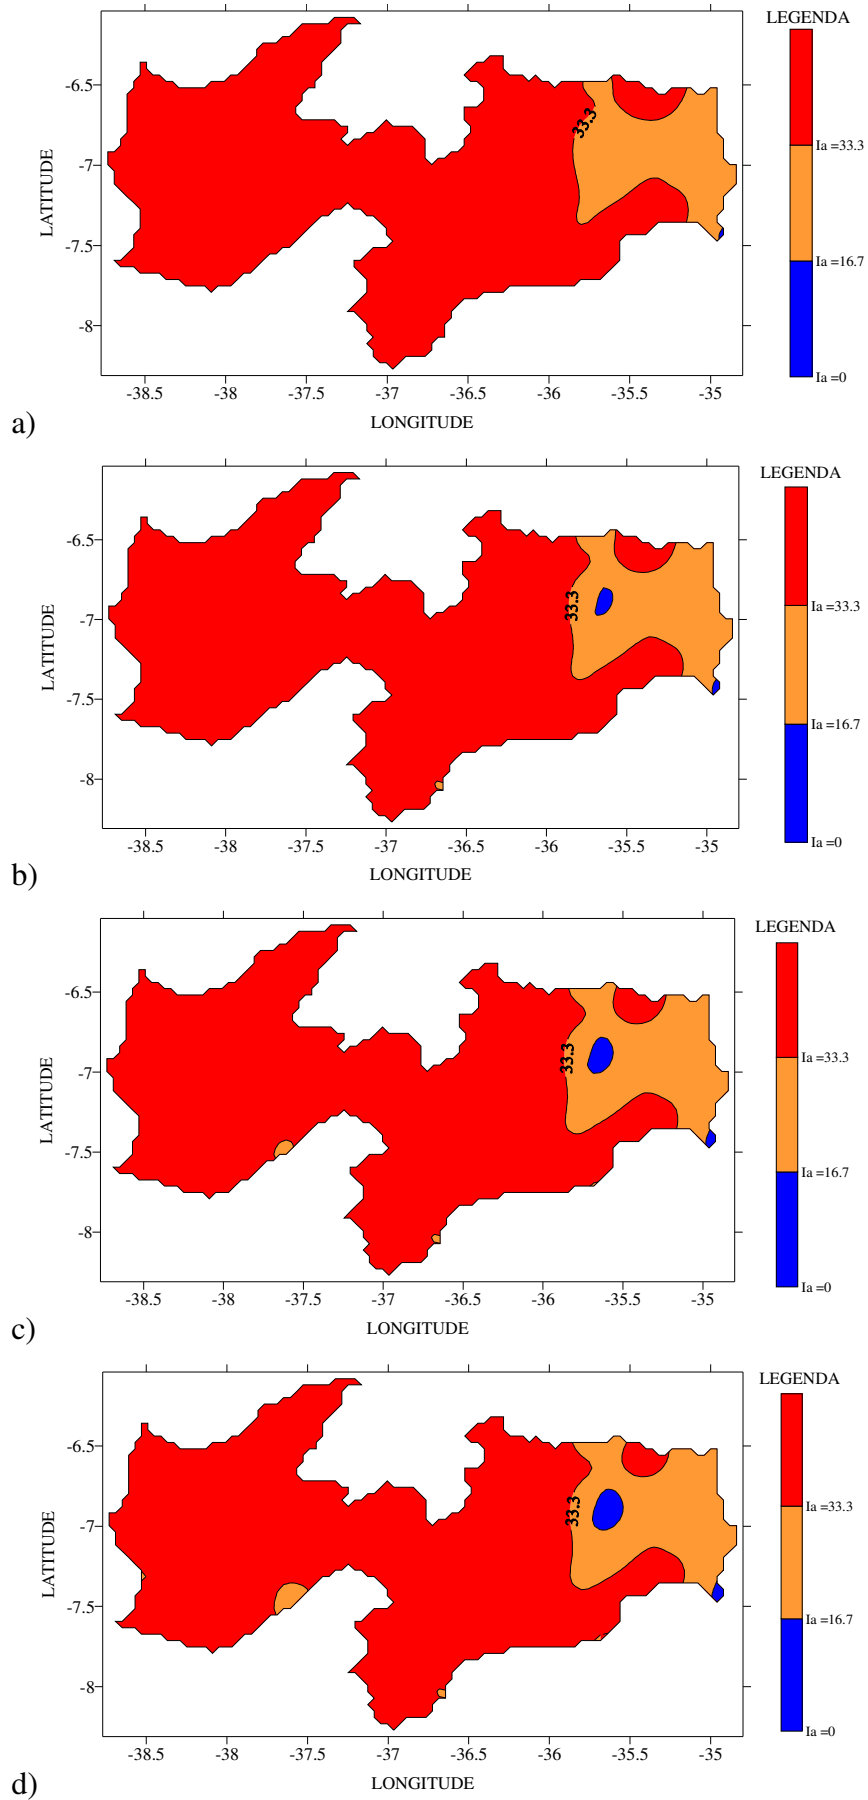 LEGENDA
-6.5
-7
-7.5
-8
LATITUDE
33.3
Ia =33.3
Ia =16.7
Ia =0
-38.5 -38 -37.5 -37 -36.5 -36 -35.5 -35
LONGITUDE
a)
LEGENDA
-6.5
-7
-7.5
-8
LATITUDE
33.3
Ia =33.3
Ia =16.7
Ia =0
-38.5 -38 -37.5 -37 -36.5 -36 -35.5 -35
LONGITUDE
b)
LEGENDA
-6.5
-7
-7.5
-8
LATITUDE
33.3
Ia =33.3
Ia =16.7
Ia =0
-38.5 -38 -37.5 -37 -36.5 -36 -35.5 -35
LONGITUDE
c)
LEGENDA
-6.5
-7
-7.5
-8
LATITUDE
33.3
Ia =33.3
Ia =16.7
Ia =0
-38.5 -38 -37.5 -37 -36.5 -36 -35.5 -35
LONGITUDE
d)